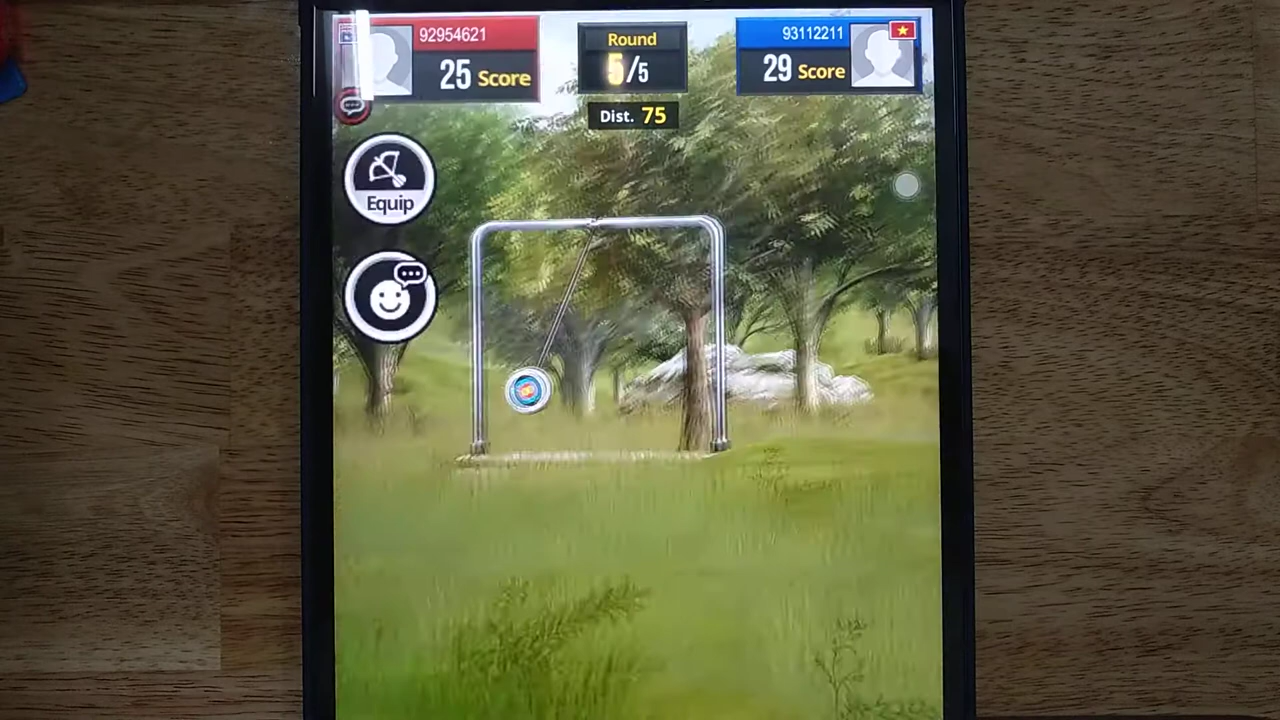 92954621
25 Score
Round
5/5
Dist. 75
93112211
29 Score
Equip